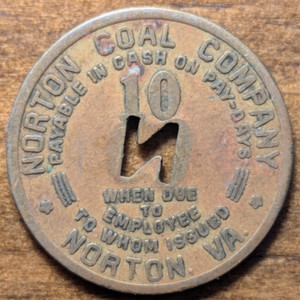 NORTON COAL COMPANY
PAYABLE IN CASH ON PAY-DAYS
10
WHEN DUE
TO
EMPLOYEE
TO WHOM ISSUED
NORTON. VA.